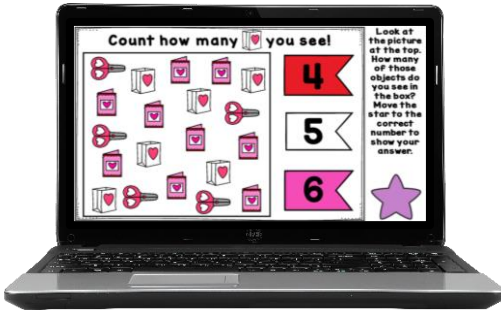 Count how many you see!
4
5
6
Look at
the picture
at the top.
How many
of those
objects do
you see in
the box?
Move the
star to the
correct
number to
show your
answer.